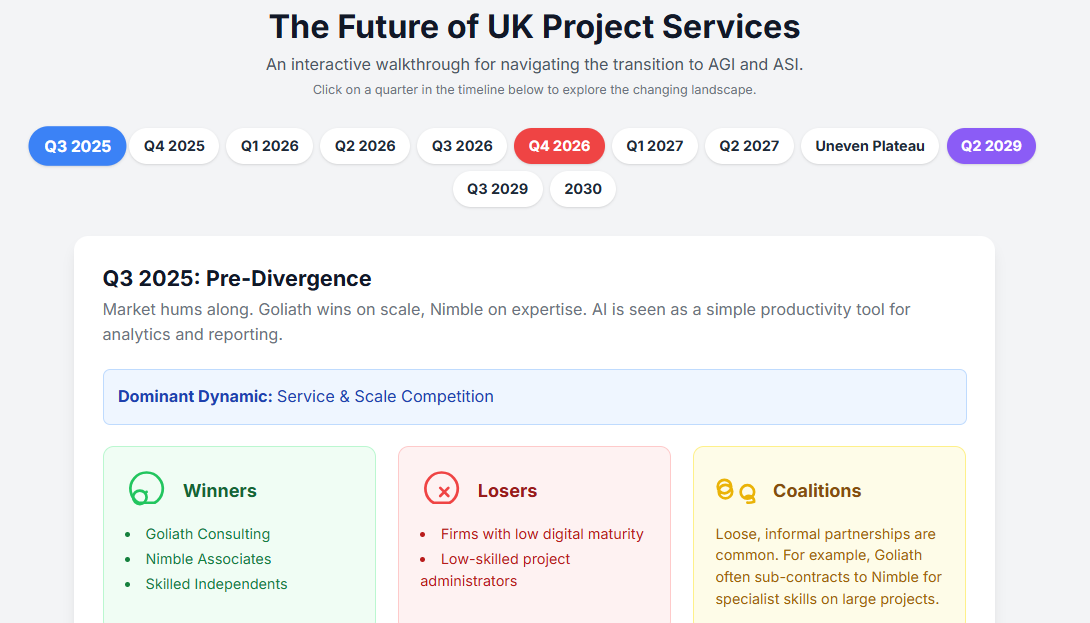 The Future of UK Project Services
An interactive walkthrough for navigating the transition to AGI and ASI.
Click on a quarter in the timeline below to explore the changing landscape.
Q3 2025 Q4 2025 Q1 2026 Q2 2026 Q3 2026 Q4 2026 Q1 2027 Q2 2027 Uneven Plateau Q2 2029
Q3 2029 2030
Q3 2025: Pre-Divergence
Market hums along. Goliath wins on scale, Nimble on expertise. AI is seen as a simple productivity tool for
analytics and reporting.
Dominant Dynamic: Service & Scale Competition
Winners
• Goliath Consulting
• Nimble Associates
• Skilled Independents
Losers
• Firms with low digital maturity
• Low-skilled project
administrators
Coalitions
Loose, informal partnerships are
common. For example, Goliath
often sub-contracts to Nimble for
specialist skills on large projects.